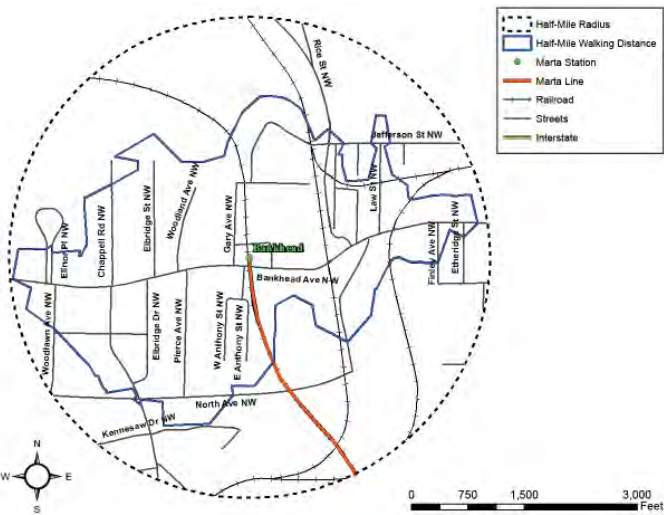 Half-Mile Radius
Half-Mile Walking Distance
Marta Station
Marta Line
Railroad
Streets
Interstate
Rice St NW
Jefferson St NW
Law St NW
Woodland Ave NW
Elbridge St NW
Chappell Rd NW
Elinor Pl NW
Gary Ave NW
Bankhead
Bankhead Ave NW
Finley Ave NW
Etheridge St NW
Woodlawn Ave NW
Elbridge Dr NW
Pierce Ave NW
W Anthony St NW
E Anthony St NW
North Ave NW
Kennesaw Dr NW
N
W
E
S
0 750 1,500 3,000
Feet